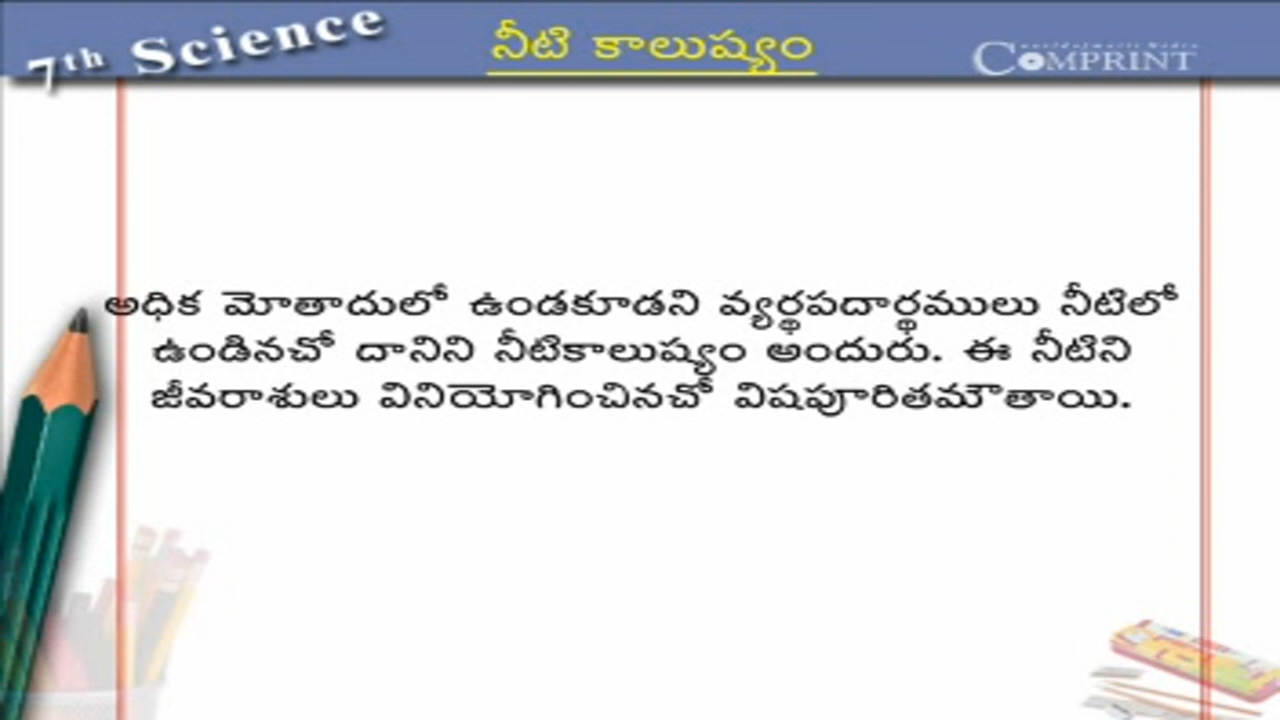 7th Science
నీటి కాలుష్యం
COMPRINT
అధిక మోతాదులో ఉండకూడని వ్యర్థపదార్థములు నీటిలో
ఉండినచో దానిని నీటికాలుష్యం అందురు. ఈ నీటిని
జీవరాశులు వినియోగించినచో విషపూరితమౌతాయి.